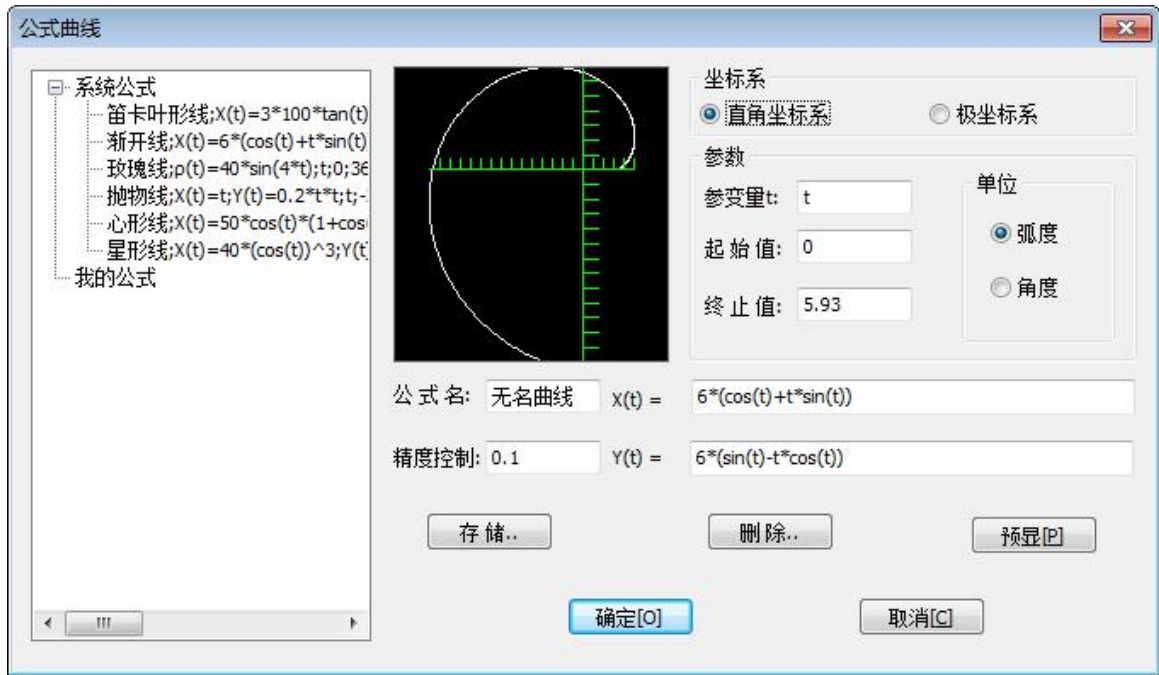 公式曲线
系统公式
笛卡叶形线;X(t)=3*100*tan(t)
渐开线;X(t)=6*(cos(t)+t*sin(t)
玫瑰线;ρ(t)=40*sin(4*t);t;0;36
抛物线;X(t)=t;Y(t)=0.2*t*t;t;-
心形线;X(t)=50*cos(t)*(1+cos
星形线;X(t)=40*(cos(t))^3;Y(t
我的公式
坐标系
直角坐标系 极坐标系
参数
参变量t: t
起 始 值: 0
终 止 值: 5.93
单位
弧度
角度
公 式 名: 无名曲线 X(t) = 6*(cos(t)+t*sin(t))
精度控制: 0.1 Y(t) = 6*(sin(t)-t*cos(t))
存 储.. 删 除.. 预显[P]
确定[O] 取消[C]